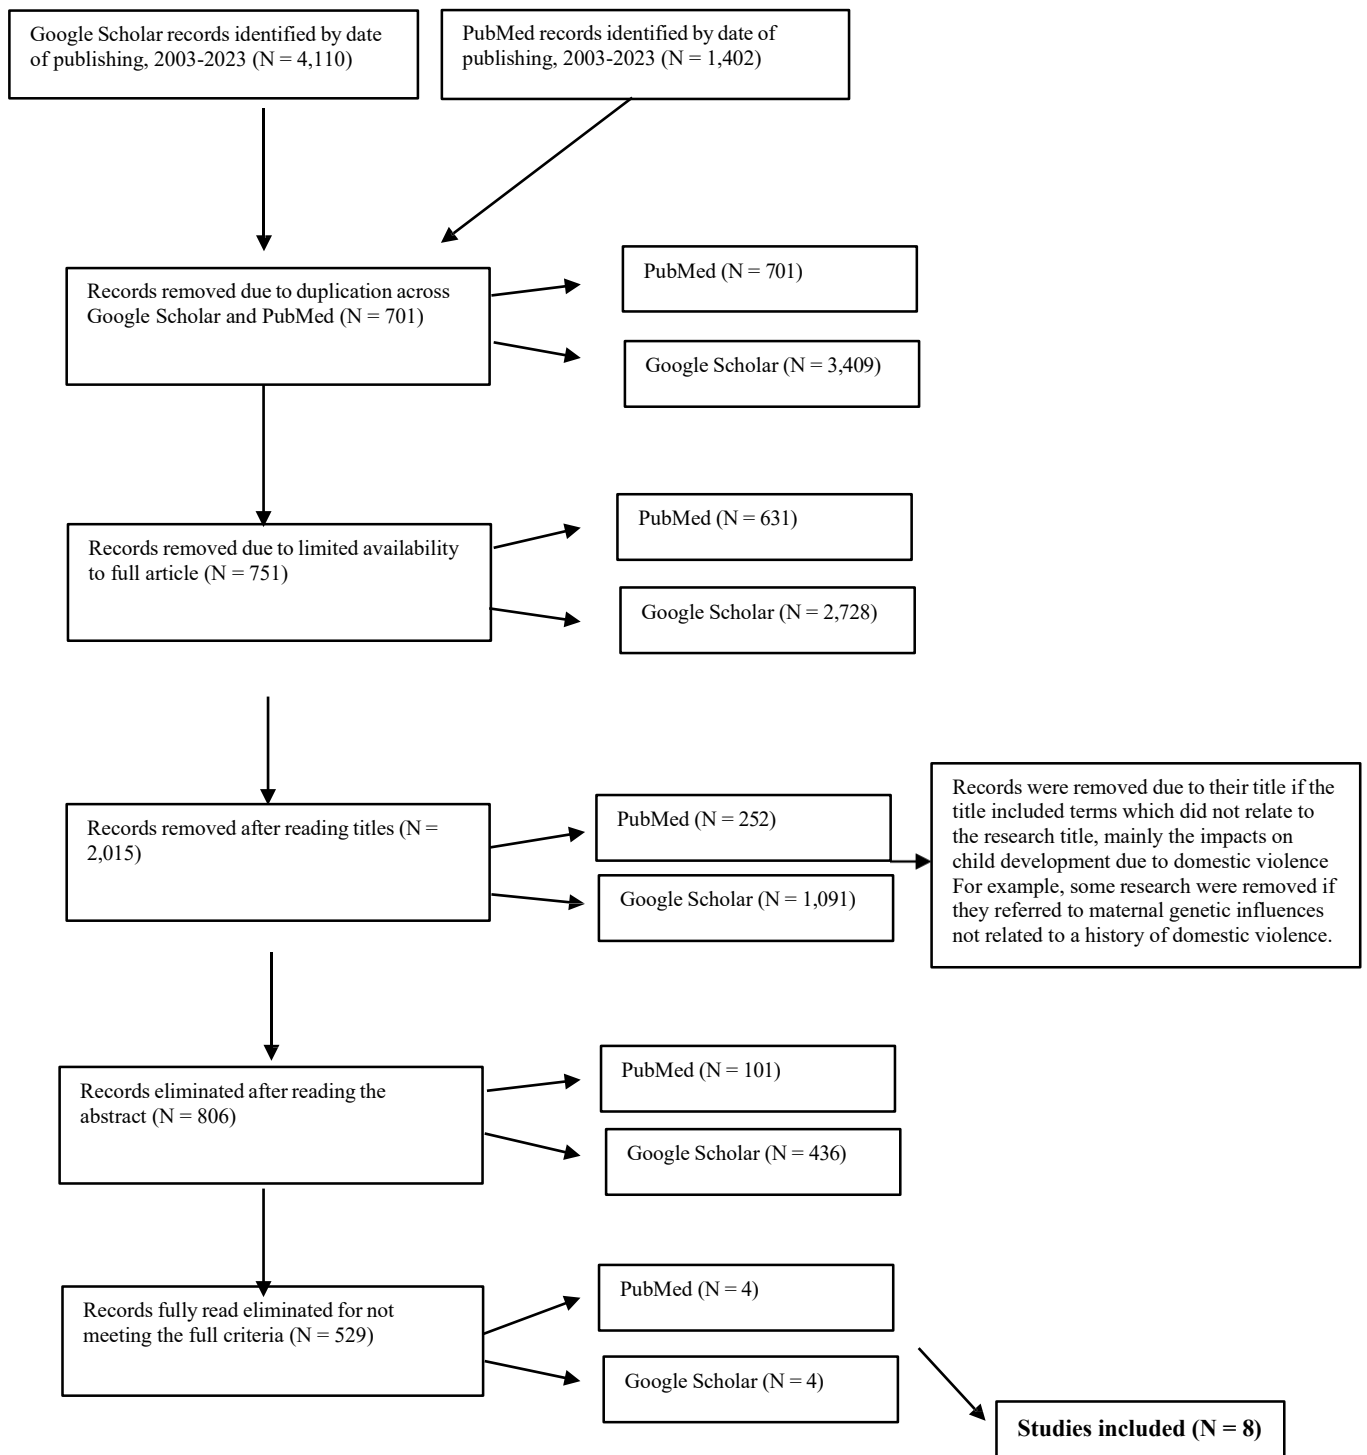 Google Scholar records identified by date
of publishing, 2003-2023 (N = 4,110)
PubMed records identified by date of
publishing, 2003-2023 (N = 1,402)
Records removed due to duplication across
Google Scholar and PubMed (N = 701)
PubMed (N = 701)
Google Scholar (N = 3,409)
Records removed due to limited availability
to full article (N = 751)
PubMed (N = 631)
Google Scholar (N = 2,728)
Records removed after reading titles (N =
2,015)
PubMed (N = 252)
Google Scholar (N = 1,091)
Records were removed due to their title if the
title included terms which did not relate to
the research title, mainly the impacts on
child development due to domestic violence
For example, some research were removed if
they referred to maternal genetic influences
not related to a history of domestic violence.
Records eliminated after reading the
abstract (N = 806)
PubMed (N = 101)
Google Scholar (N = 436)
Records fully read eliminated for not
meeting the full criteria (N = 529)
PubMed (N = 4)
Google Scholar (N = 4)
Studies included (N = 8)